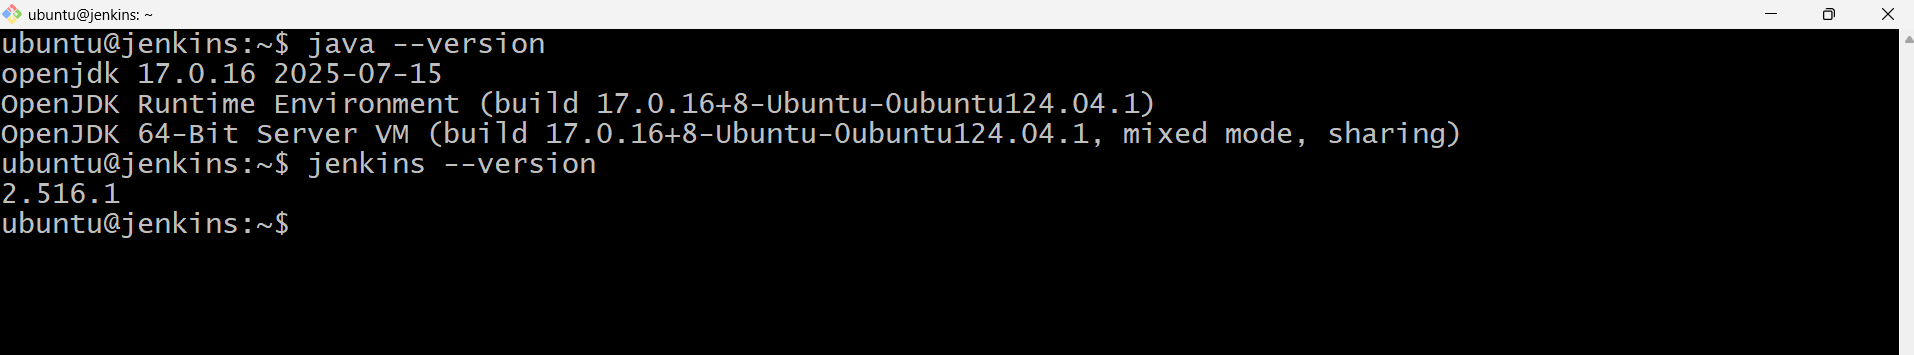 ubuntu@jenkins: ~
ubuntu@jenkins:~$ java --version
openjdk 17.0.16 2025-07-15
OpenJDK Runtime Environment (build 17.0.16+8-Ubuntu-0ubuntu124.04.1)
OpenJDK 64-Bit Server VM (build 17.0.16+8-Ubuntu-0ubuntu124.04.1, mixed mode, sharing)
ubuntu@jenkins:~$ jenkins --version
2.516.1
ubuntu@jenkins:~$